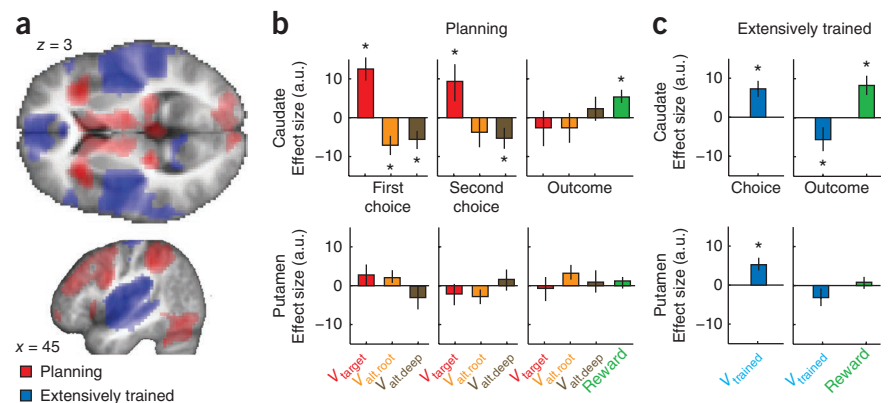 a
z = 3
x = 45
Planning
Extensively trained
b
Planning
Caudate
Effect size (a.u.)
10
0
−10
* * * * * *
First choice
Second choice
Outcome
Putamen
Effect size (a.u.)
10
0
−10
Vtarget Valt.root Valt.deep Vtarget Valt.root Valt.deep Vtarget Valt.root Valt.deep Reward
c
Extensively trained
Caudate
Effect size (a.u.)
10
0
−10
* * *
Choice
Outcome
Putamen
Effect size (a.u.)
10
0
−10
*
Vtrained Vtrained Reward